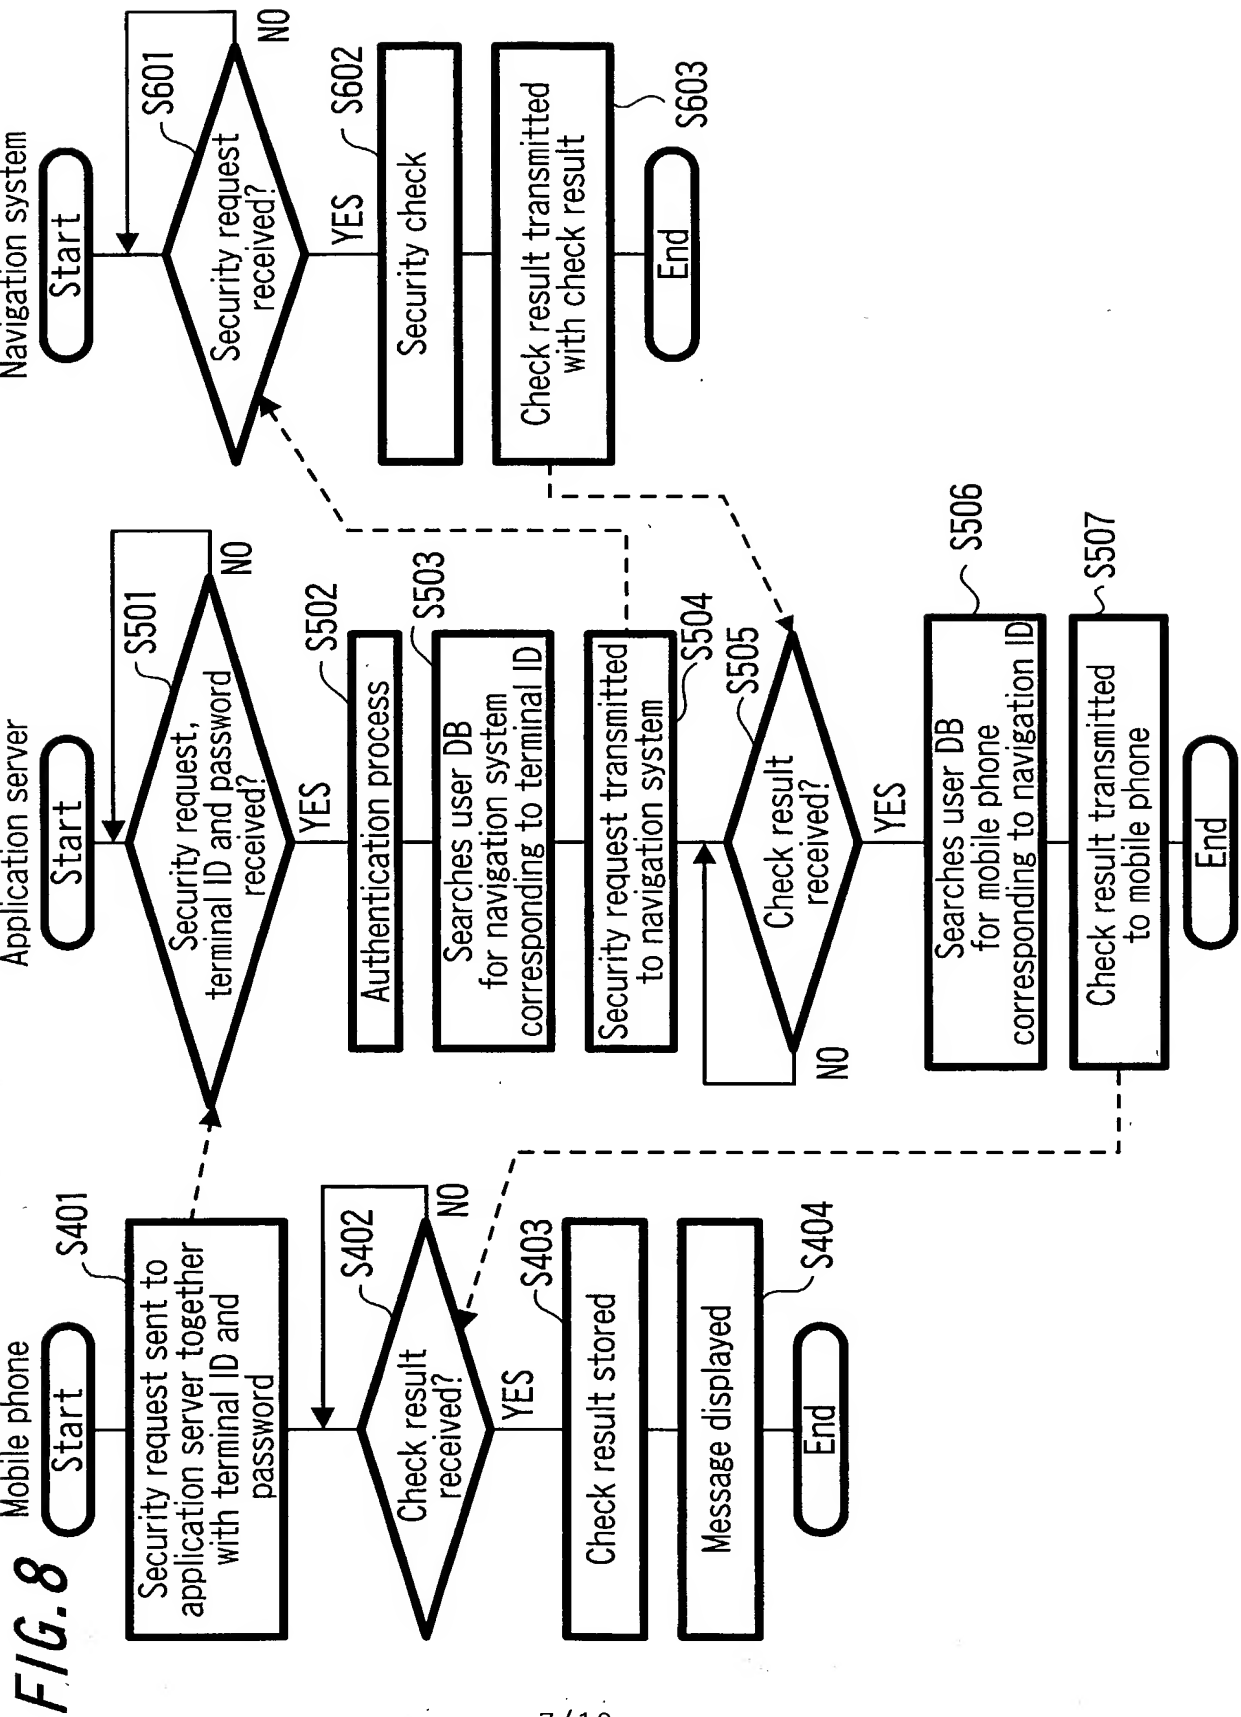 FIG. 8
Mobile phone
Start
S401
Security request sent to
application server together
with terminal ID and
password
S402
Check result
received?
NO
YES
S403
Check result stored
Message displayed
S404
End
Application server
Start
S501
Security request,
terminal ID and password
received?
NO
YES
S502
Authentication process
S503
Searches user DB
for navigation system
corresponding to terminal ID
Security request transmitted
to navigation system
S504
S505
Check result
received?
NO
YES
S506
Searches user DB
for mobile phone
corresponding to navigation ID
S507
Check result transmitted
to mobile phone
End
Navigation system
Start
S601
Security request
received?
NO
YES
S602
Security check
Check result transmitted
with check result
S603
End